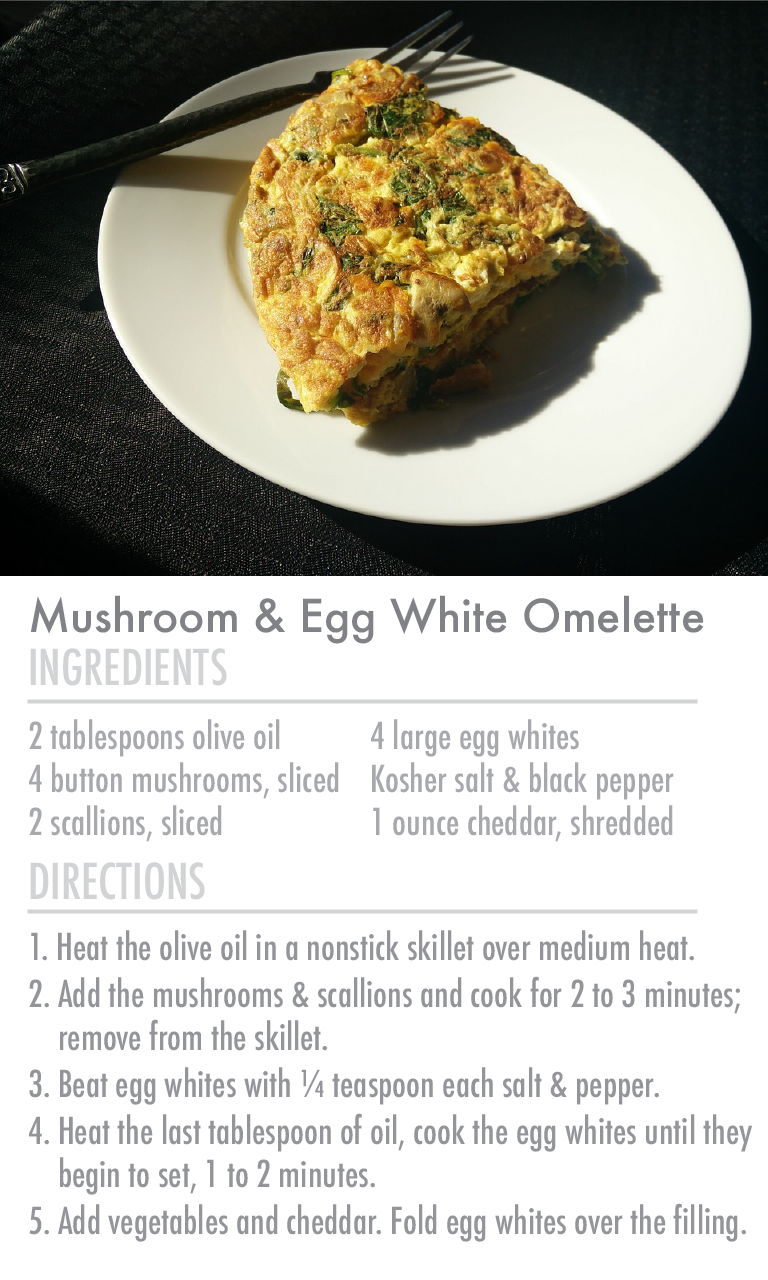 Mushroom & Egg White Omelette
INGREDIENTS
2 tablespoons olive oil
4 button mushrooms, sliced
2 scallions, sliced
4 large egg whites
Kosher salt & black pepper
1 ounce cheddar, shredded
DIRECTIONS
1. Heat the olive oil in a nonstick skillet over medium heat.
2. Add the mushrooms & scallions and cook for 2 to 3 minutes;
remove from the skillet.
3. Beat egg whites with ¼ teaspoon each salt & pepper.
4. Heat the last tablespoon of oil, cook the egg whites until they
begin to set, 1 to 2 minutes.
5. Add vegetables and cheddar. Fold egg whites over the filling.